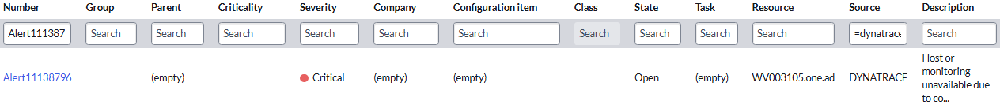 Number Group Parent Criticality Severity Company Configuration item Class State Task Resource Source Description
Alert111387 Search Search Search Search Search Search Search Search Search Search =dynatrace Search
Alert11138796 (empty) Critical (empty) (empty) Open (empty) WV003105.one.ad DYNATRACE Host or
monitoring
unavailable due
to co...